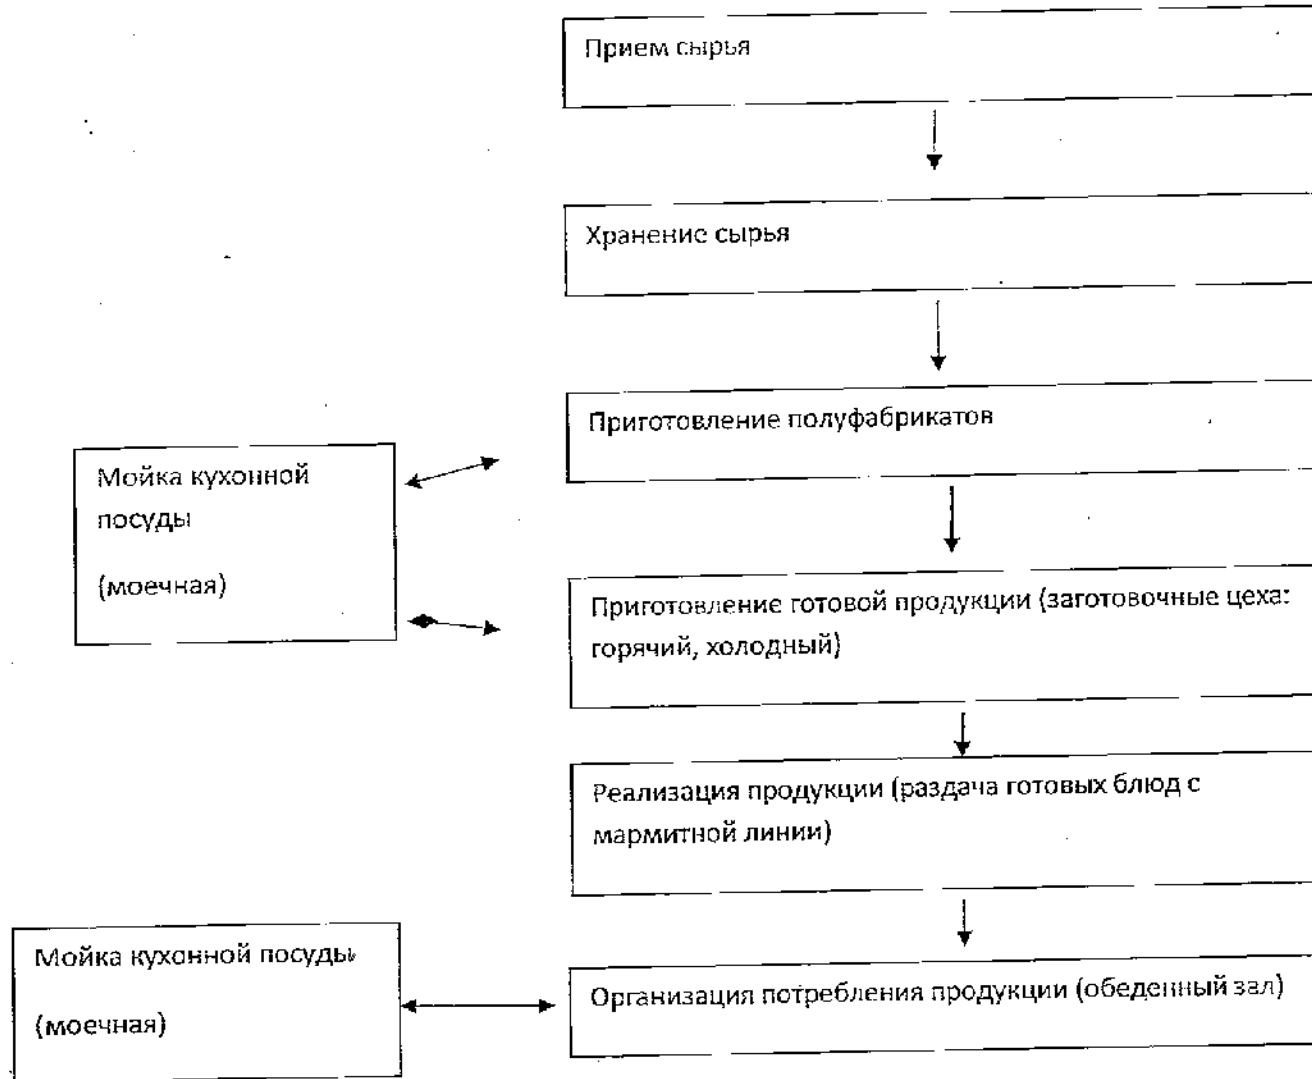 Прием сырья
Хранение сырья
Приготовление полуфабрикатов
Мойка кухонной
посуды
(моечная)
Приготовление готовой продукции (заготовочные цеха:
горячий, холодный)
Реализация продукции (раздача готовых блюд с
мармитной линии)
Мойка кухонной посуды
(моечная)
Организация потребления продукции (обеденный зал)